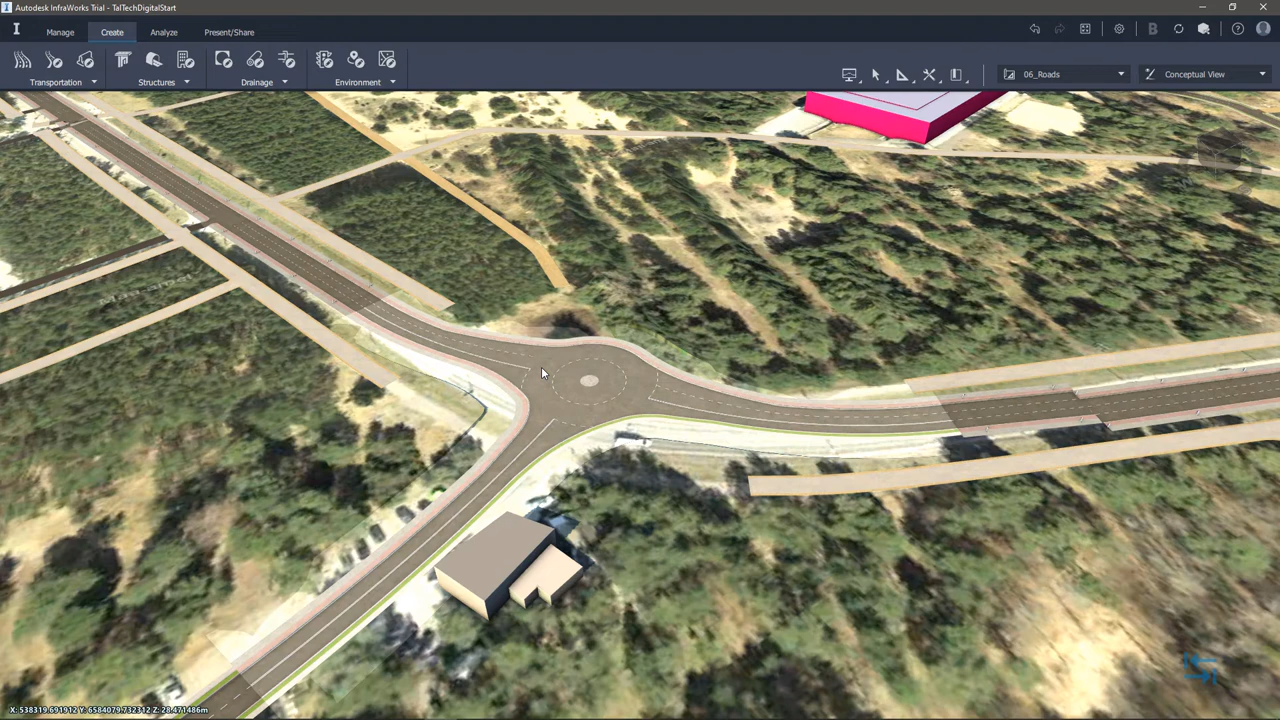 Autodesk InfraWorks Trial - TalTechDigitalStart
Manage Create Analyze Present/Share
Transportation Structures Drainage Environment
06_Roads Conceptual View
X: 538319.691912 Y: 6584079.732312 Z: 28.471486m